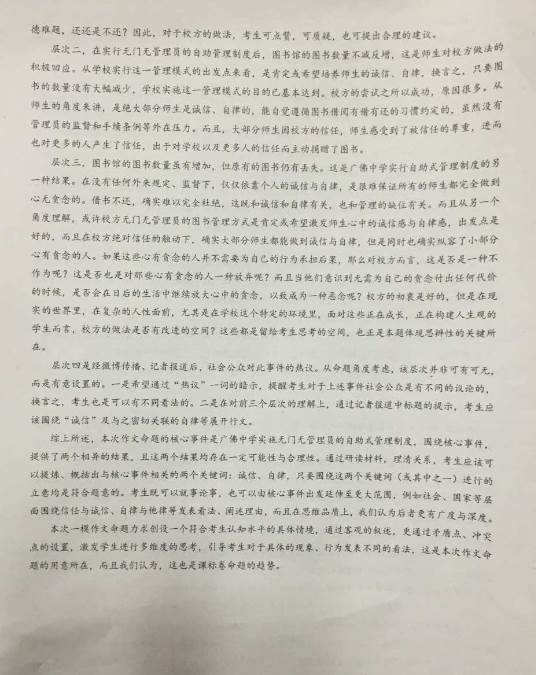 德难题，还还是不还？因此，对于校方的做法，考生可点赞，可质疑，也可提出合理的建议。
层次二，在实行无门无管理员的自助管理制度后，图书馆的图书数量不减反增，这是师生对校方做法的
积极回应。从学校实行这一管理模式的出发点来看，是肯定或希望培养师生的诚信、自律，换言之，只要图
书的数量没有大幅减少，学校实施这一管理模式的目的已基本达到。校方的尝试之所以成功，原因很多。从
师生的角度来讲，是绝大部分师生是诚信、自律的，能自觉遵循图书借阅有借有还的习惯约定的，虽然没有
管理员的监督和手续条例等外在压力。而且，大部分师生因校方的信任，师生感受到了被信任的尊重，进而
也对更多的人产生了信任，出于对学校以及更多人的信任而主动捐赠了图书。
层次三，图书馆的图书数量虽有增加，但原有的图书仍有丢失。这是广佛中学实行自助式管理制度的另
一种结果。在没有任何外来规定、监督下，仅仅依靠个人的诚信与自律，是很难保证所有的师生都完全做到
心无贪念的。借书不还，确实难以完全杜绝，这既和诚信和自律有关，也和管理的缺位有关。而且从另一个
角度理解，或许校方无门无管理员的图书管理方式是肯定或希望激发师生心中的诚信感与自律感，出发点是
好的，而且在校方绝对信任的触动下，确实大部分师生都能做到诚信与自律，但是同时也确实纵容了小部分
心有贪念的人。如果这些心有贪念的人并不需要为自己的行为承担后果，那么对校方而言，这是否是一种不
作为呢？这是否也是对那些心有贪念的人一种放弃呢？而且当他们意识到无需为自己的贪念付出任何代价
的时候，是否会在日后的生活中继续放大心中的贪念，以致成为一种恶念呢？校方的初衷是好的，但是在现
实的世界里，在复杂的人性面前，尤其是在学校这个特定的环境里，面对这些正在成长，正在构建人生观的
学生而言，校方的做法是否有改进的空间？这些都是留给考生思考的空间，也正是本题体现思辨性的关键所
在。
层次四是经微博传播、记者报道后，社会公众对此事件的热议。从命题角度考虑，该层次并非可有可无，
而是有意设置的。一是希望通过“热议”一词的暗示，提醒考生对于上述事件社会公众是有不同的议论的，
换言之，考生也是可以有不同看法的。二是在对前三个层次的理解上，通过记者报道中标题的提示，考生应
该围绕“诚信”及与之密切关联的自律等展开行文。
综上所述，本次作文命题的核心事件是广佛中学实施无门无管理员的自助式管理制度，围绕核心事件，
提供了两个相异的结果，且这两个结果均存在一定可能性与合理性。通过研读材料，理清关系，考生应该可
以提炼、概括出与核心事件相关的两个关键词：诚信、自律，只要围绕这两个关键词（或其中之一）进行的
立意均是符合题意的。考生既可以就事论事，也可以由核心事件出发延伸至更大范围，例如社会、国家等层
面围绕信任与诚信、自律与他律等发表看法、阐述理由，而且在思维品质上，我们认为后者更有广度与深度。
本次一模作文命题力求创设一个符合考生认知水平的具体情境，通过客观的叙述，更通过矛盾点、冲突
点的设置，激发学生进行多维度的思考，引导考生对于具体的现象、行为发表不同的看法，这是本次作文命
题的用意所在，而且我们认为，这也是课标卷命题的趋势。